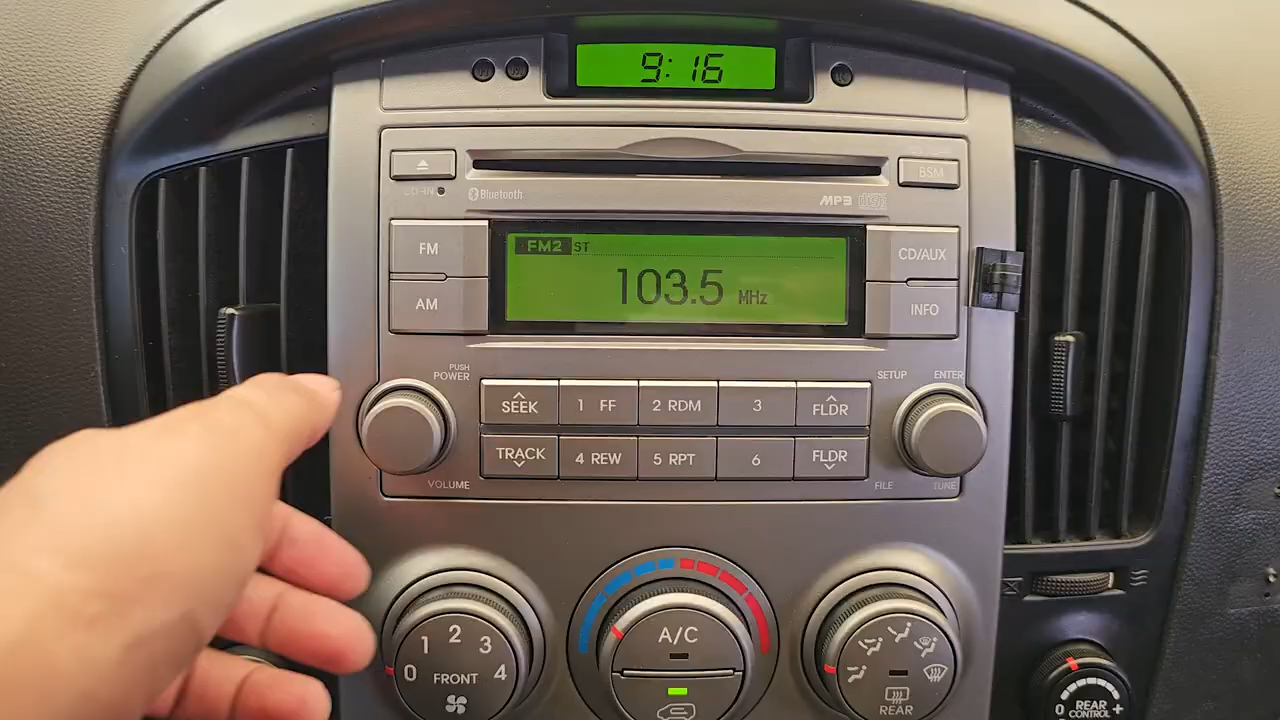 9:16
BSM
CD-IN
Bluetooth
MP3
FM
FM2 ST
CD/AUX
103.5 MHz
AM
INFO
PUSH
POWER
SETUP
ENTER
SEEK
1 FF
2 RDM
3
FLDR
TRACK
4 REW
5 RPT
6
FLDR
VOLUME
FILE
TUNE
0
1
2
3
4
FRONT
A/C
REAR
REAR
CONTROL
0
+